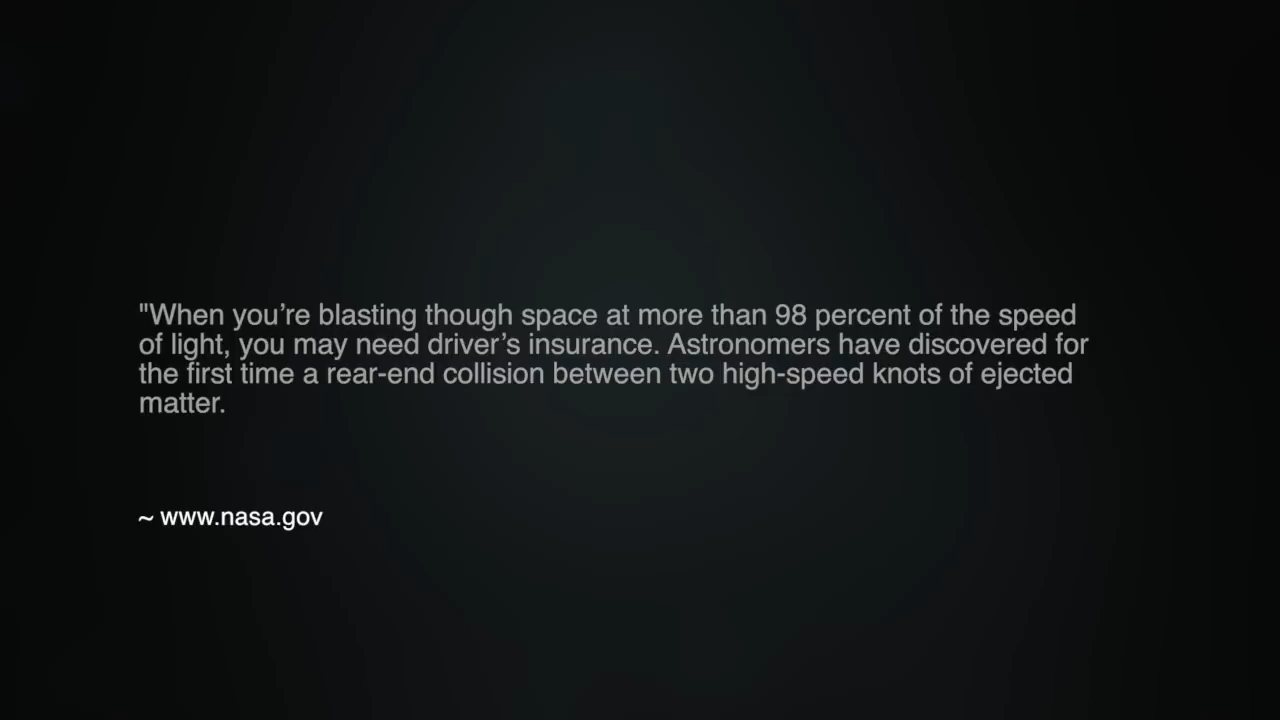 "When you’re blasting though space at more than 98 percent of the speed
of light, you may need driver’s insurance. Astronomers have discovered for
the first time a rear-end collision between two high-speed knots of ejected
matter.
~ www.nasa.gov